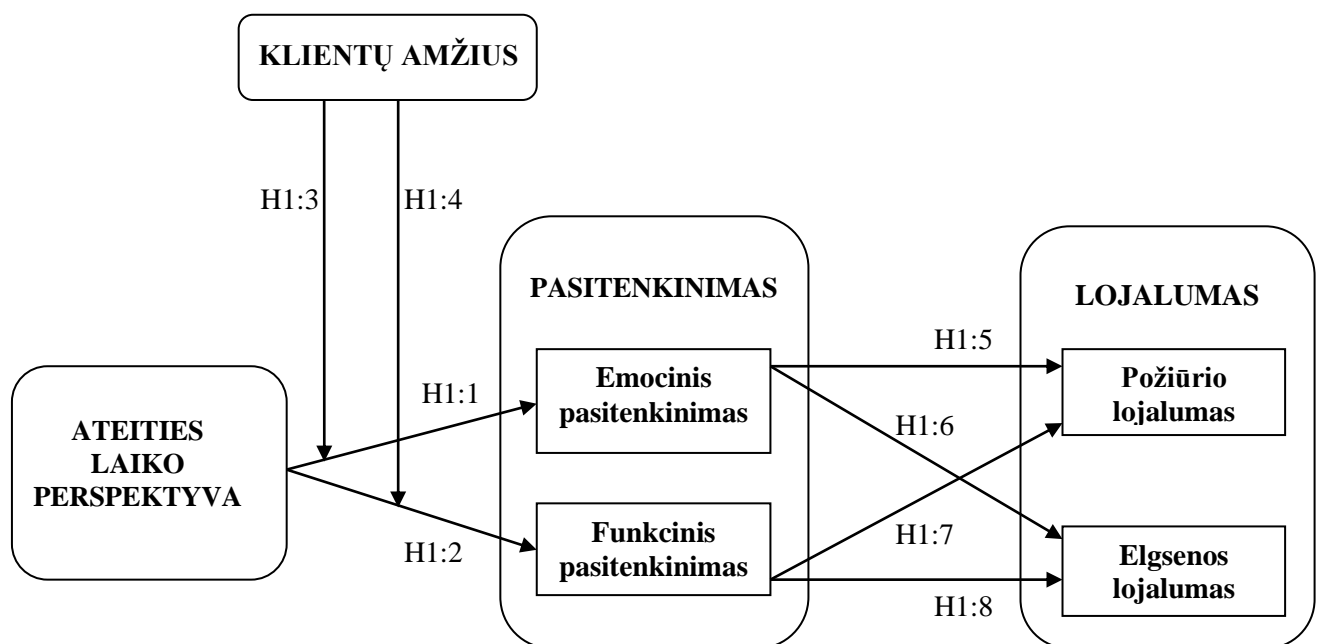 KLIENTŲ AMŽIUS
H1:3
H1:4
PASITENKINIMAS
LOJALUMAS
H1:5
Emocinis
pasitenkinimas
Požiūrio
lojalumas
H1:1
H1:6
ATEITIES
LAIKO
PERSPEKTYVA
Funkcinis
pasitenkinimas
H1:7
H1:2
Elgsenos
lojalumas
H1:8